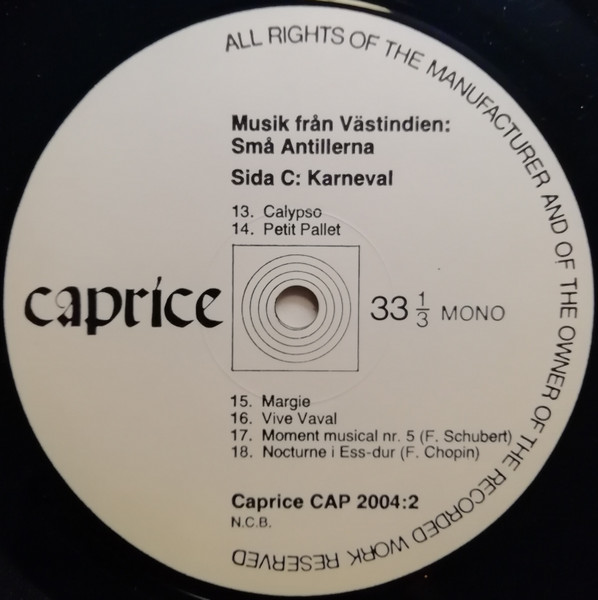 ALL RIGHTS OF THE MANUFACTURER AND OF THE OWNER OF THE RECORDED WORK RESERVED
Musik från Västindien:
Små Antillerna
Sida C: Karneval
13. Calypso
14. Petit Pallet
caprice
33 1/3 MONO
15. Margie
16. Vive Vaval
17. Moment musical nr. 5 (F. Schubert)
18. Nocturne i Ess-dur (F. Chopin)
Caprice CAP 2004:2
N.C.B.